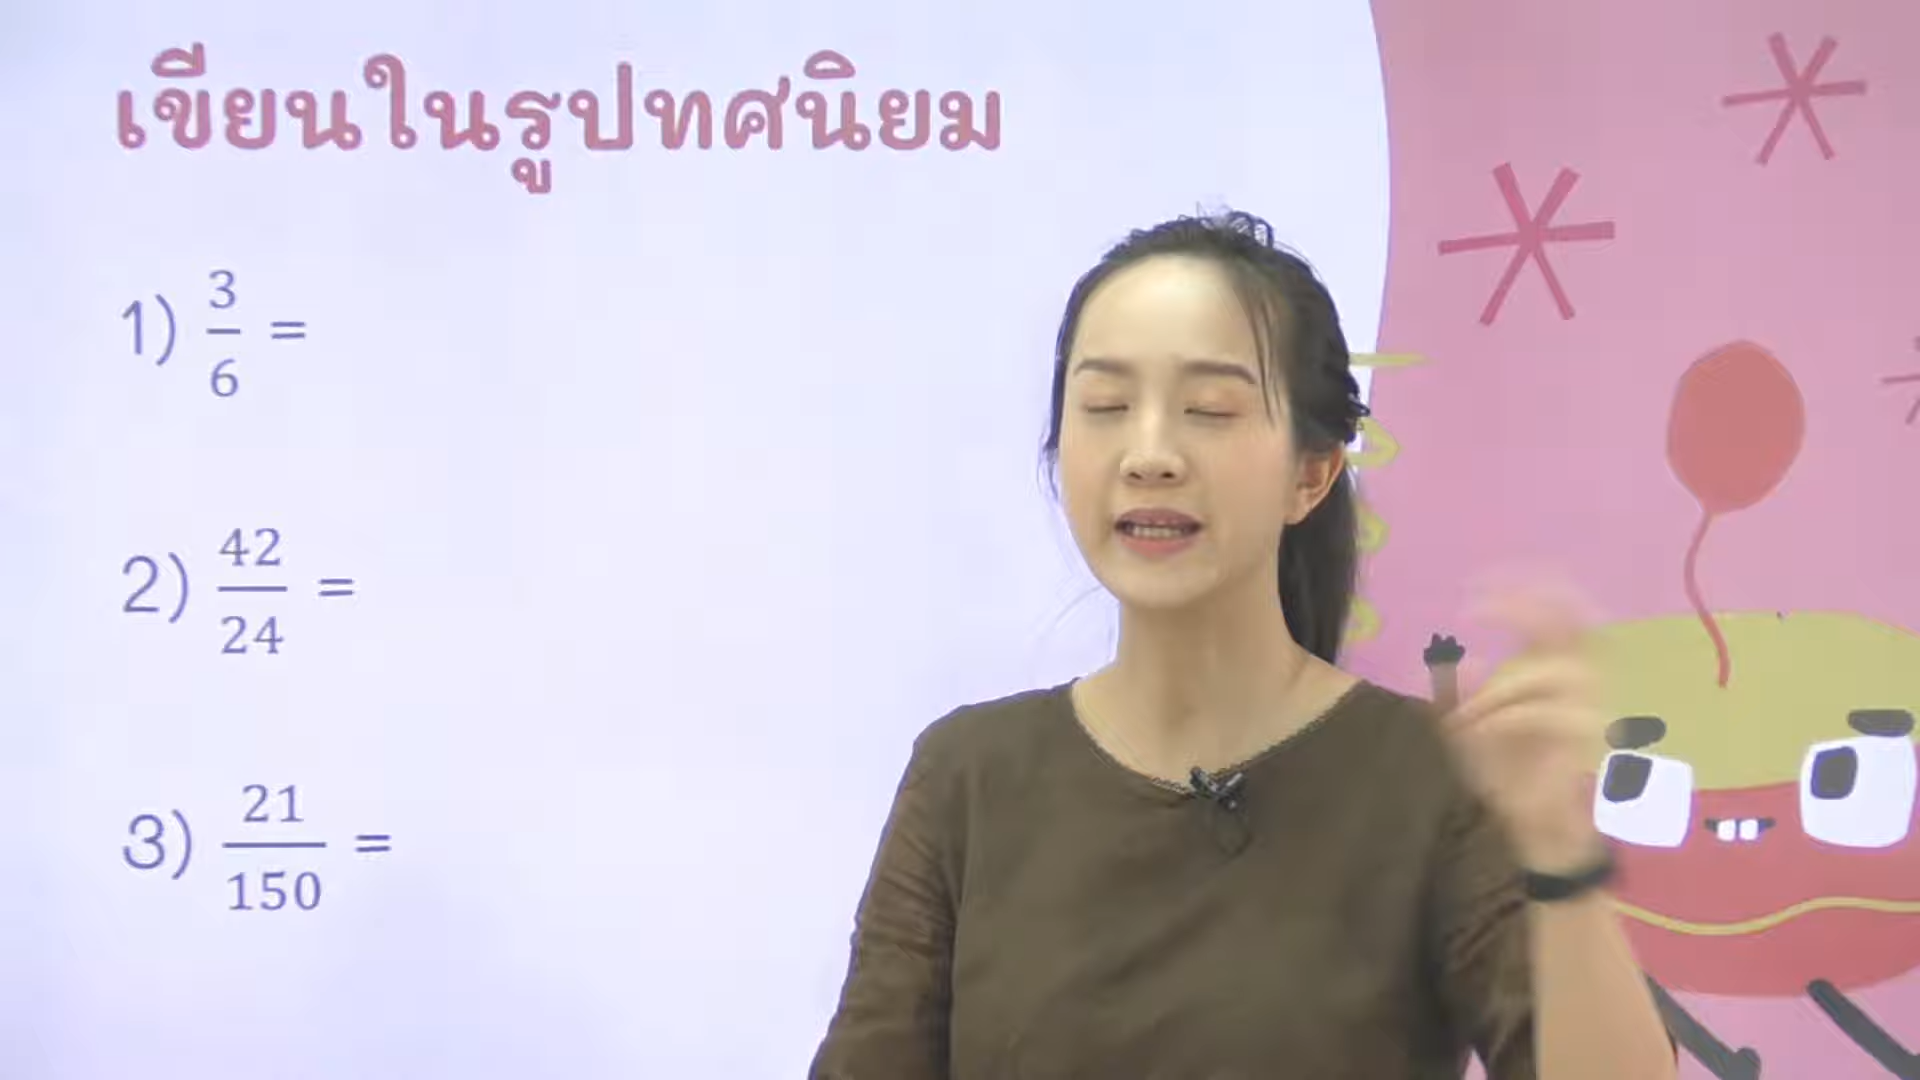 เขียนในรูปทศนิยม
1) 3/6 =
2) 42/24 =
3) 21/150 =